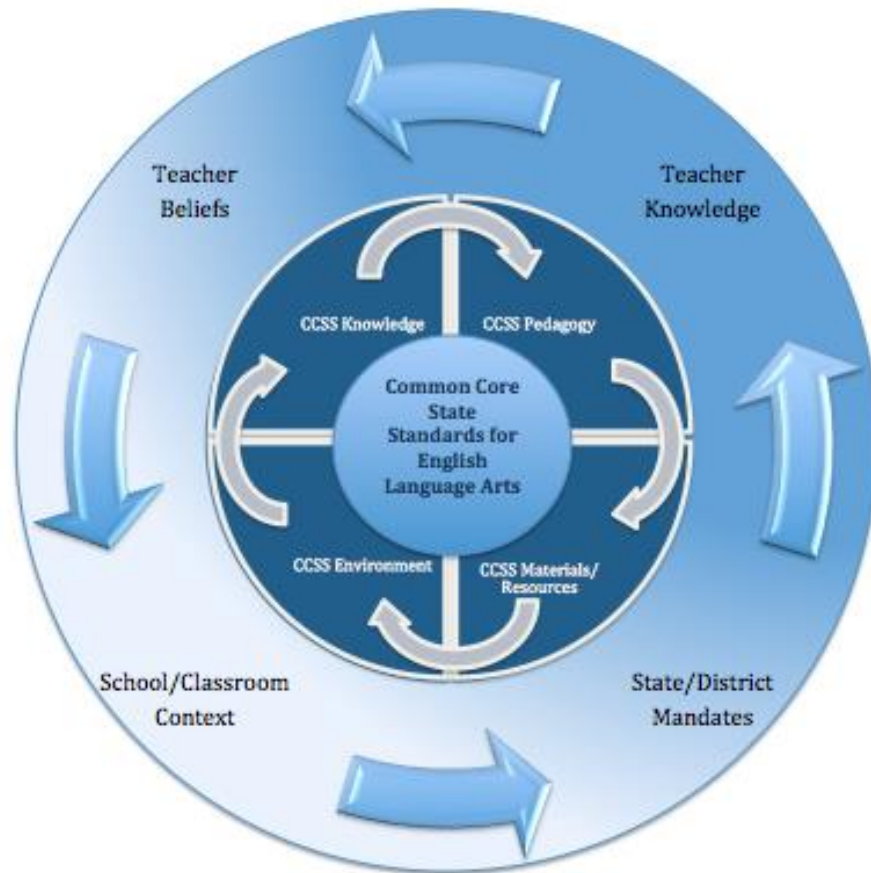 Teacher
Beliefs
Teacher
Knowledge
CCSS Knowledge
CCSS Pedagogy
Common Core
State
Standards for
English
Language Arts
CCSS Environment
CCSS Materials/
Resources
School/Classroom
Context
State/District
Mandates